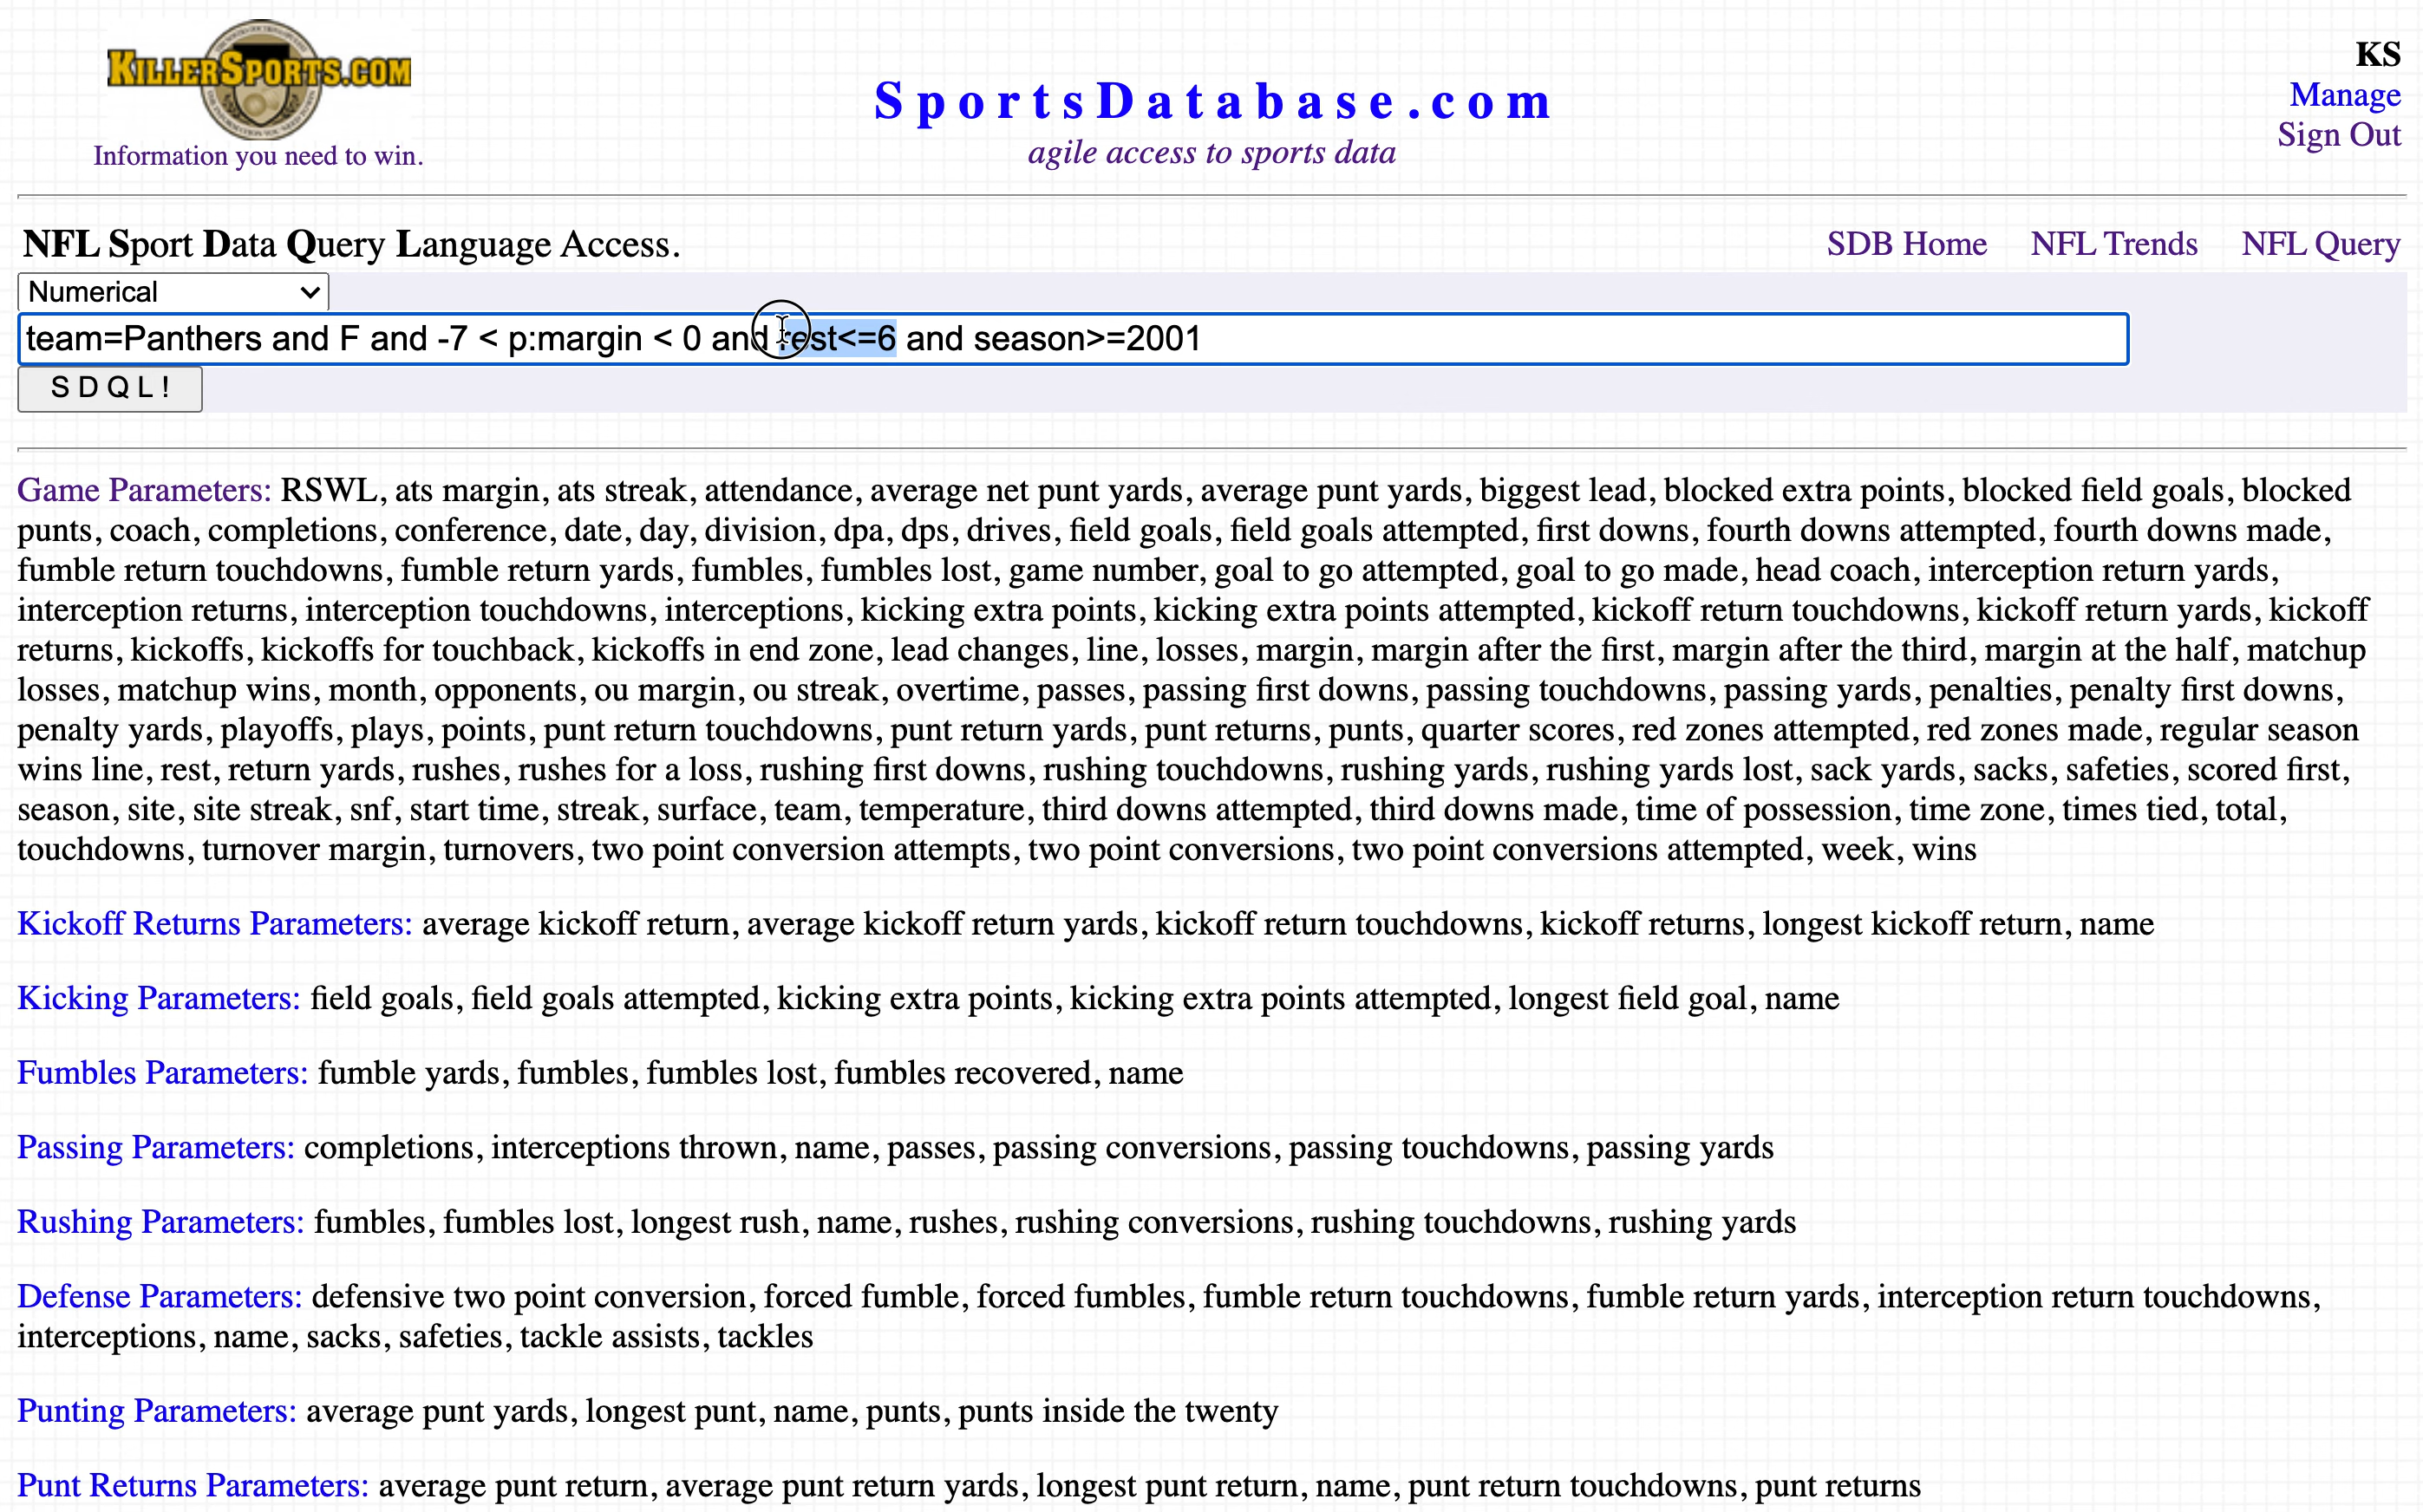 KILLERSPORTS.COM
Information you need to win.
SportsDatabase.com
agile access to sports data
KS
Manage
Sign Out
NFL Sport Data Query Language Access.
SDB Home NFL Trends NFL Query
Numerical
team=Panthers and F and -7 < p:margin < 0 and rest<=6 and season>=2001
S D Q L !
Game Parameters: RSWL, ats margin, ats streak, attendance, average net punt yards, average punt yards, biggest lead, blocked extra points, blocked field goals, blocked
punts, coach, completions, conference, date, day, division, dpa, dps, drives, field goals, field goals attempted, first downs, fourth downs attempted, fourth downs made,
fumble return touchdowns, fumble return yards, fumbles, fumbles lost, game number, goal to go attempted, goal to go made, head coach, interception return yards,
interception returns, interception touchdowns, interceptions, kicking extra points, kicking extra points attempted, kickoff return touchdowns, kickoff return yards, kickoff
returns, kickoffs, kickoffs for touchback, kickoffs in end zone, lead changes, line, losses, margin, margin after the first, margin after the third, margin at the half, matchup
losses, matchup wins, month, opponents, ou margin, ou streak, overtime, passes, passing first downs, passing touchdowns, passing yards, penalties, penalty first downs,
penalty yards, playoffs, plays, points, punt return touchdowns, punt return yards, punt returns, punts, quarter scores, red zones attempted, red zones made, regular season
wins line, rest, return yards, rushes, rushes for a loss, rushing first downs, rushing touchdowns, rushing yards, rushing yards lost, sack yards, sacks, safeties, scored first,
season, site, site streak, snf, start time, streak, surface, team, temperature, third downs attempted, third downs made, time of possession, time zone, times tied, total,
touchdowns, turnover margin, turnovers, two point conversion attempts, two point conversions, two point conversions attempted, week, wins
Kickoff Returns Parameters: average kickoff return, average kickoff return yards, kickoff return touchdowns, kickoff returns, longest kickoff return, name
Kicking Parameters: field goals, field goals attempted, kicking extra points, kicking extra points attempted, longest field goal, name
Fumbles Parameters: fumble yards, fumbles, fumbles lost, fumbles recovered, name
Passing Parameters: completions, interceptions thrown, name, passes, passing conversions, passing touchdowns, passing yards
Rushing Parameters: fumbles, fumbles lost, longest rush, name, rushes, rushing conversions, rushing touchdowns, rushing yards
Defense Parameters: defensive two point conversion, forced fumble, forced fumbles, fumble return touchdowns, fumble return yards, interception return touchdowns,
interceptions, name, sacks, safeties, tackle assists, tackles
Punting Parameters: average punt yards, longest punt, name, punts, punts inside the twenty
Punt Returns Parameters: average punt return, average punt return yards, longest punt return, name, punt return touchdowns, punt returns